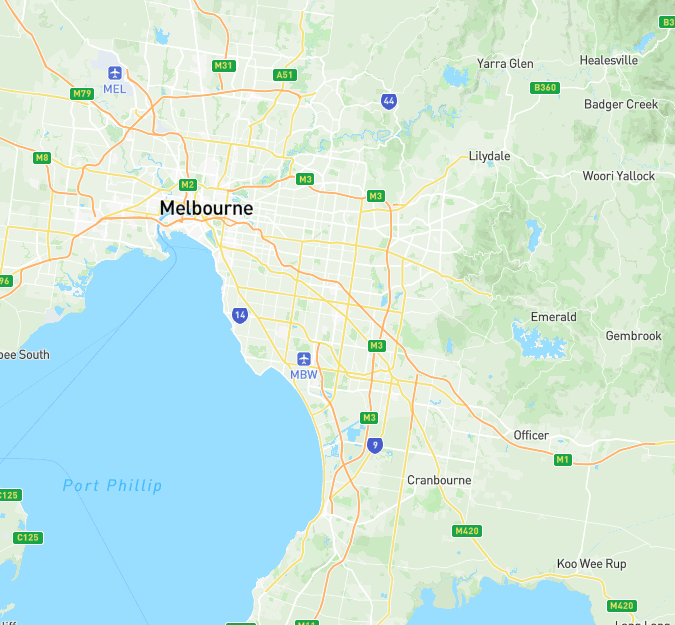 B3
M31
A51
Yarra Glen
Healesville
MEL
M79
44
B360
Badger Creek
M8
Lilydale
M3
Woori Yallock
M2
M3
Melbourne
96
14
Emerald
Gembrook
M3
MBW
M3
Officer
9
M1
Cranbourne
Port Phillip
C125
M420
C125
Koo Wee Rup
M420
M11